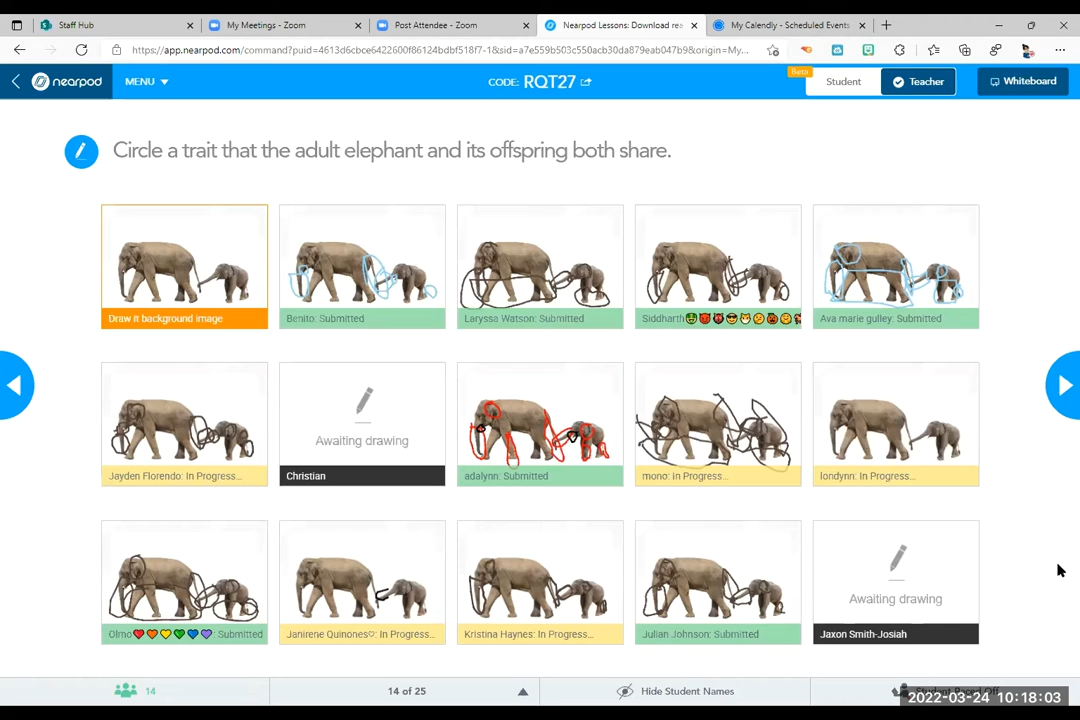 Staff Hub
My Meetings - Zoom
Post Attendee - Zoom
Nearpod Lessons: Download rea
My Calendly - Scheduled Events
https://app.nearpod.com/command?puid=4613d6cbce6422600f86124bdbf518f7-1&sid=a7e559b503c550acb30da879eab047b9&origin=My...
nearpod
MENU
CODE: RQT27
Beta
Student
Teacher
Whiteboard
Circle a trait that the adult elephant and its offspring both share.
Draw it background image
Benito: Submitted
Laryssa Watson: Submitted
Siddharth
Ava marie gulley: Submitted
Jayden Florendo: In Progress...
Awaiting drawing
Christian
adalynn: Submitted
mono: In Progress...
londynn: In Progress...
Olmo❤️🧡💛💚💙💜 Submitted
Janirene Quinones♡: In Progress...
Kristina Haynes: In Progress...
Julian Johnson: Submitted
Awaiting drawing
Jaxon Smith-Josiah
14
14 of 25
Hide Student Names
Student Paced Off
2022-03-24 10:18:03